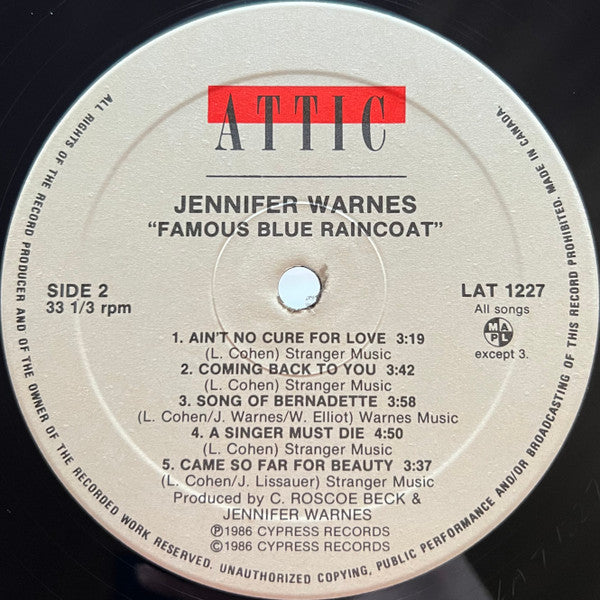 ATTIC
JENNIFER WARNES
"FAMOUS BLUE RAINCOAT"
SIDE 2
33 1/3 rpm
LAT 1227
All songs
MAPL
except 3.
1. AIN'T NO CURE FOR LOVE 3:19
(L. Cohen) Stranger Music
2. COMING BACK TO YOU 3:42
(L. Cohen) Stranger Music
3. SONG OF BERNADETTE 3:58
(L. Cohen/J. Warnes/W. Elliot) Warnes Music
4. A SINGER MUST DIE 4:50
(L. Cohen) Stranger Music
5. CAME SO FAR FOR BEAUTY 3:37
(L. Cohen/J. Lissauer) Stranger Music
Produced by C. ROSCOE BECK &
JENNIFER WARNES
℗1986 CYPRESS RECORDS
©1986 CYPRESS RECORDS
ALL RIGHTS OF THE RECORD PRODUCER AND OF THE OWNER OF THE RECORDED WORK RESERVED. UNAUTHORIZED COPYING, PUBLIC PERFORMANCE AND/OR BROADCASTING OF THIS RECORD PROHIBITED. MADE IN CANADA.